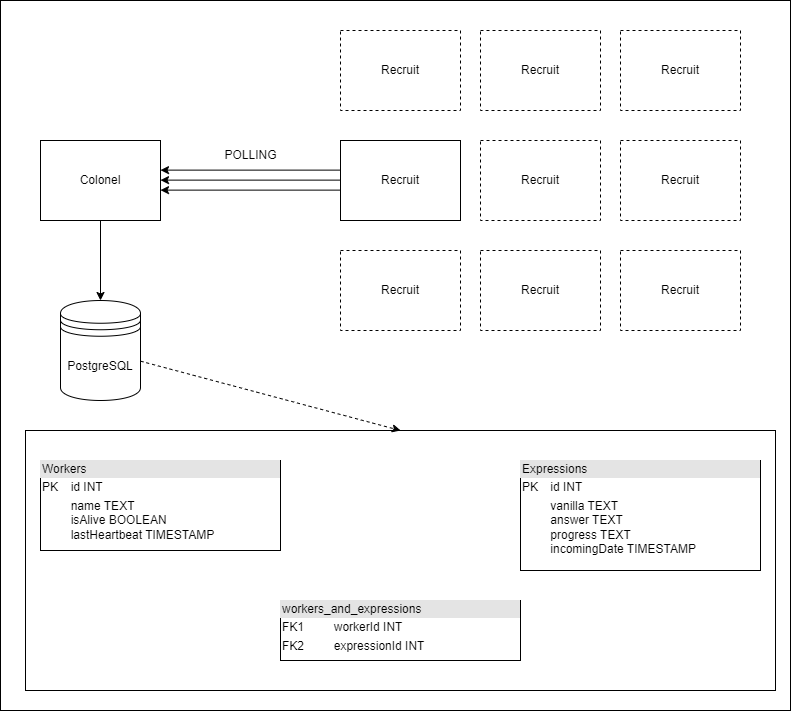 Recruit
Recruit
Recruit
POLLING
Colonel
Recruit
Recruit
Recruit
Recruit
Recruit
Recruit
PostgreSQL
Workers
PK id INT
name TEXT
isAlive BOOLEAN
lastHeartbeat TIMESTAMP
Expressions
PK id INT
vanilla TEXT
answer TEXT
progress TEXT
incomingDate TIMESTAMP
workers_and_expressions
FK1 workerId INT
FK2 expressionId INT